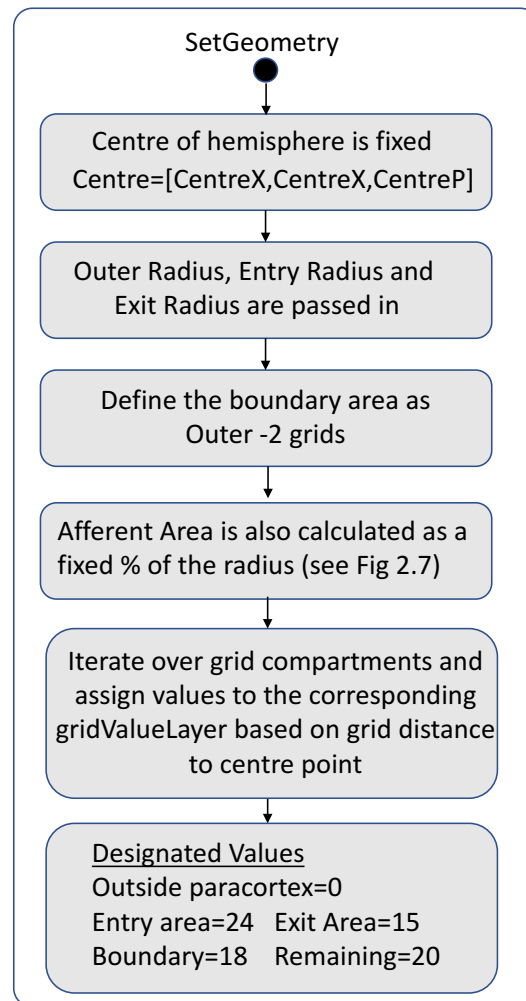 SetGeometry
Centre of hemisphere is fixed
Centre=[CentreX,CentreX,CentreP]
Outer Radius, Entry Radius and
Exit Radius are passed in
Define the boundary area as
Outer -2 grids
Afferent Area is also calculated as a
fixed % of the radius (see Fig 2.7)
Iterate over grid compartments and
assign values to the corresponding
gridValueLayer based on grid distance
to centre point
Designated Values
Outside paracortex=0
Entry area=24 Exit Area=15
Boundary=18 Remaining=20